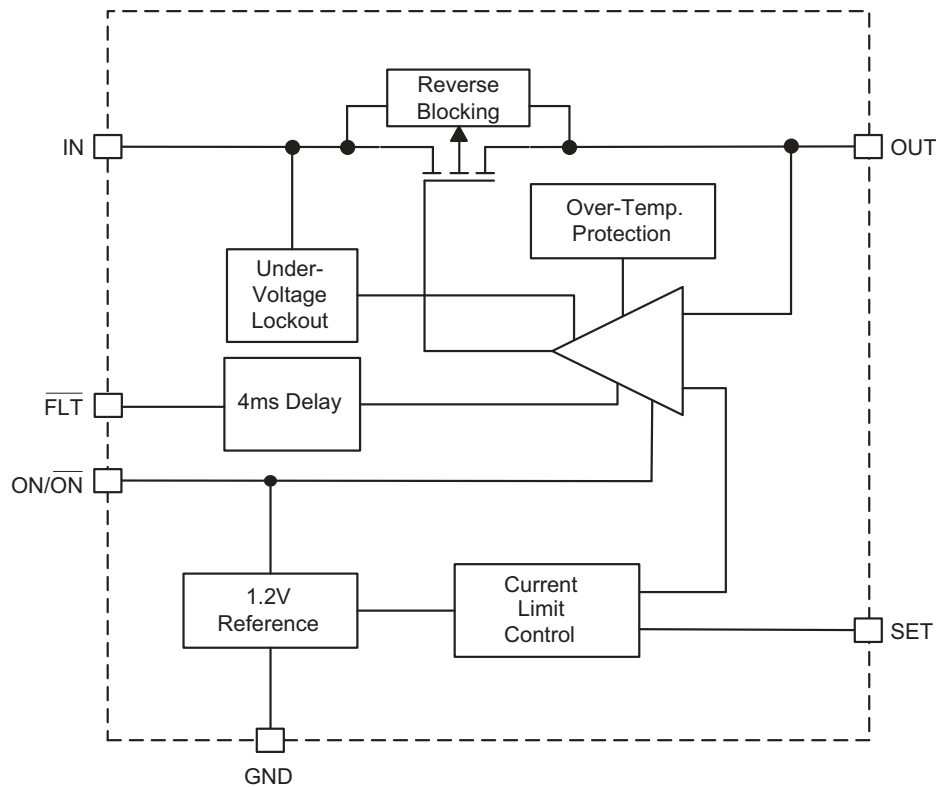 Reverse
Blocking
IN
OUT
Over-Temp.
Protection
Under-
Voltage
Lockout
FLT
4ms Delay
ON/ON
1.2V
Reference
Current
Limit
Control
SET
GND